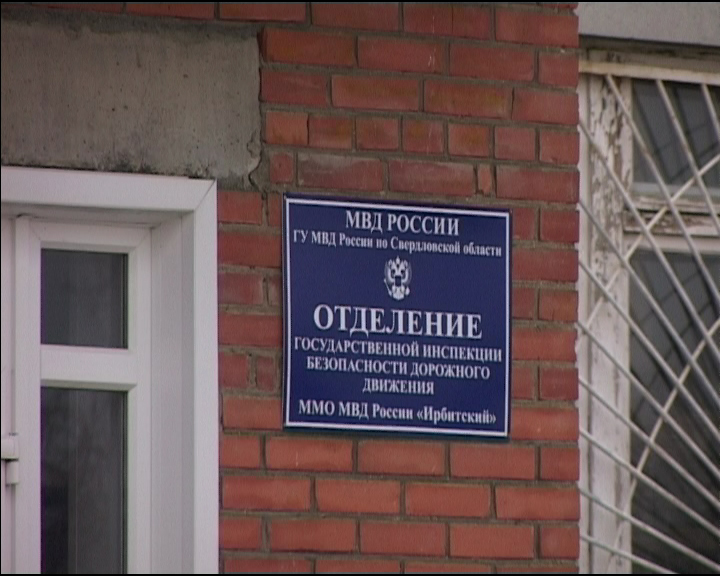 МВД РОССИИ
ГУ МВД России по Свердловской области
ОТДЕЛЕНИЕ
ГОСУДАРСТВЕННОЙ ИНСПЕКЦИИ
БЕЗОПАСНОСТИ ДОРОЖНОГО
ДВИЖЕНИЯ
ММО МВД России «Ирбитский»